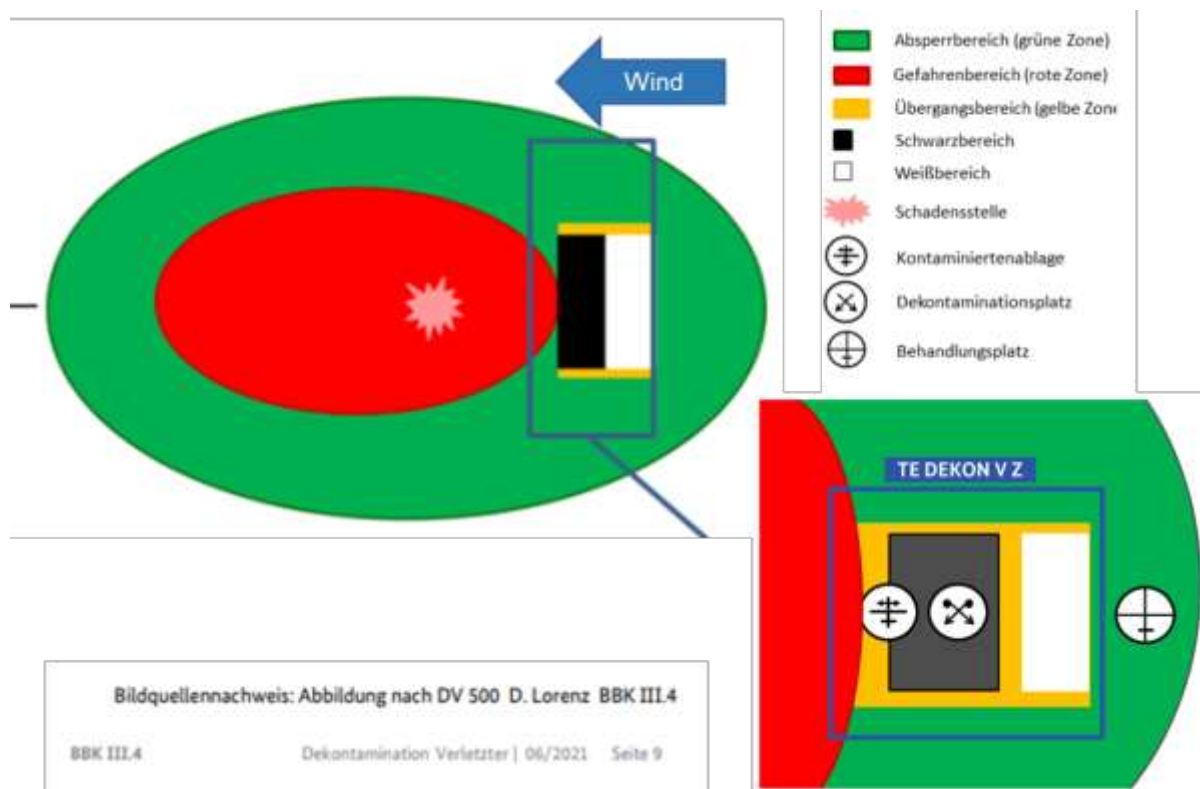 Wind
Absperrbereich (grüne Zone)
Gefahrenbereich (rote Zone)
Übergangsbereich (gelbe Zone
Schwarzbereich
Weißbereich
Schadensstelle
Kontaminiertenablage
Dekontaminationsplatz
Behandlungsplatz
TE DEKON V Z
Bildquellennachweis: Abbildung nach DV 500 D. Lorenz BBK III.4
BBK III.4 Dekontamination Verletzter | 06/2021 Seite 9